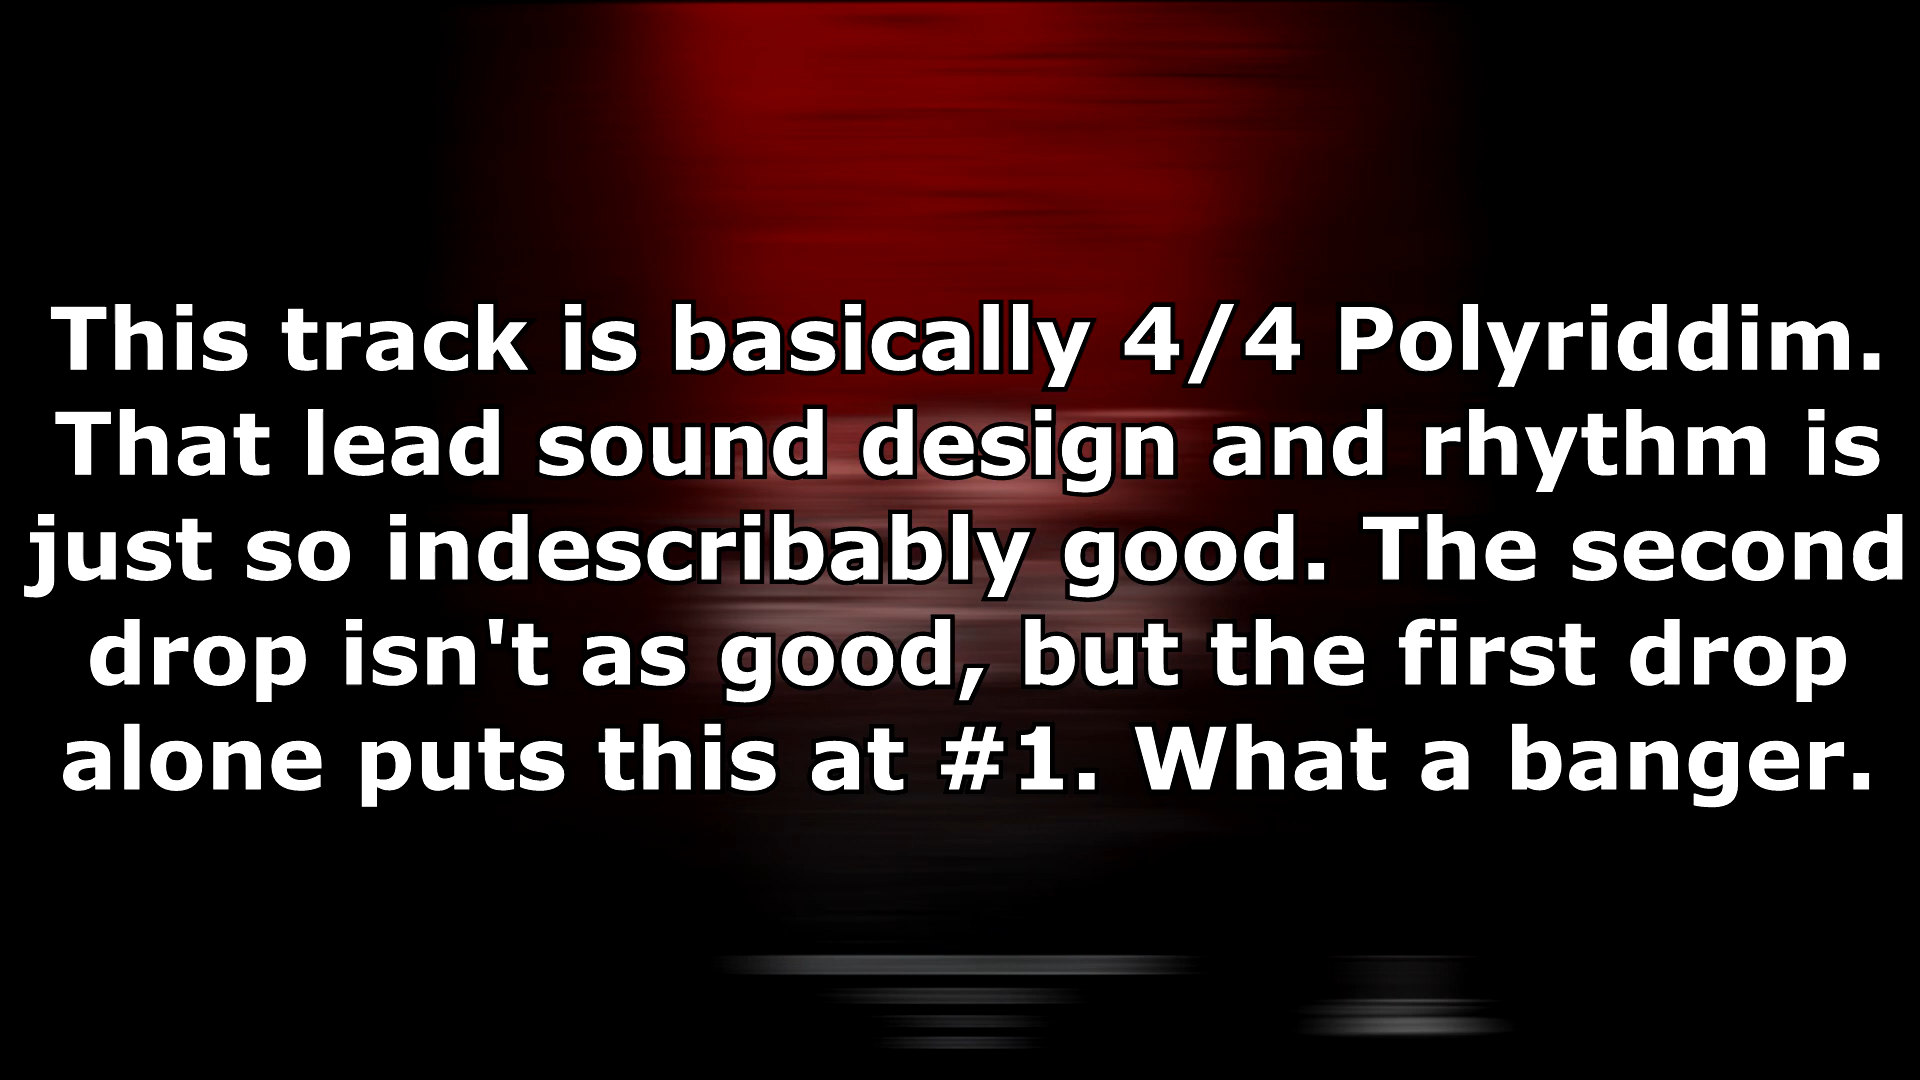 This track is basically 4/4 Polyriddim.
That lead sound design and rhythm is
just so indescribably good. The second
drop isn't as good, but the first drop
alone puts this at #1. What a banger.